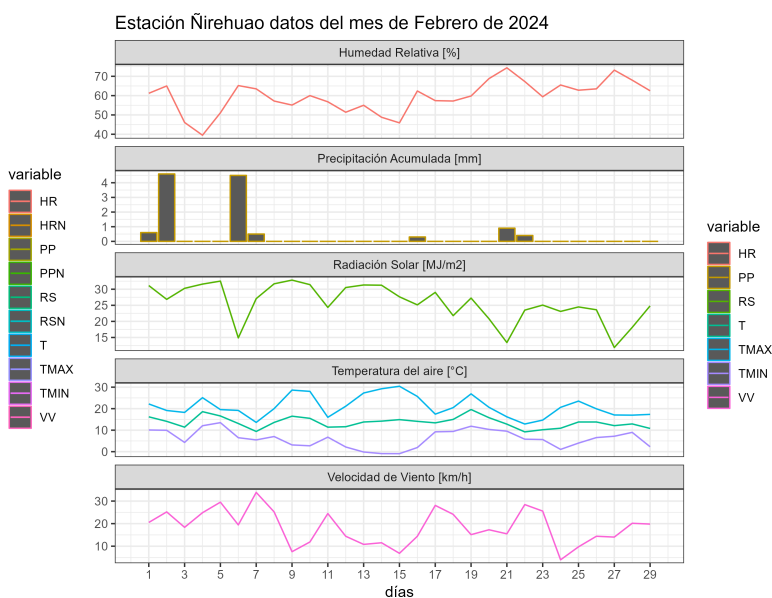 Estación Ñirehuao datos del mes de Febrero de 2024
Humedad Relativa [%]
70
60
50
40
Precipitación Acumulada [mm]
4
3
2
1
0
Radiación Solar [MJ/m2]
30
25
20
15
Temperatura del aire [°C]
30
20
10
0
Velocidad de Viento [km/h]
30
20
10
1 3 5 7 9 11 13 15 17 19 21 23 25 27 29
días
variable
HR
HRN
PP
PPN
RS
RSN
T
TMAX
TMIN
VV
variable
HR
PP
RS
T
TMAX
TMIN
VV